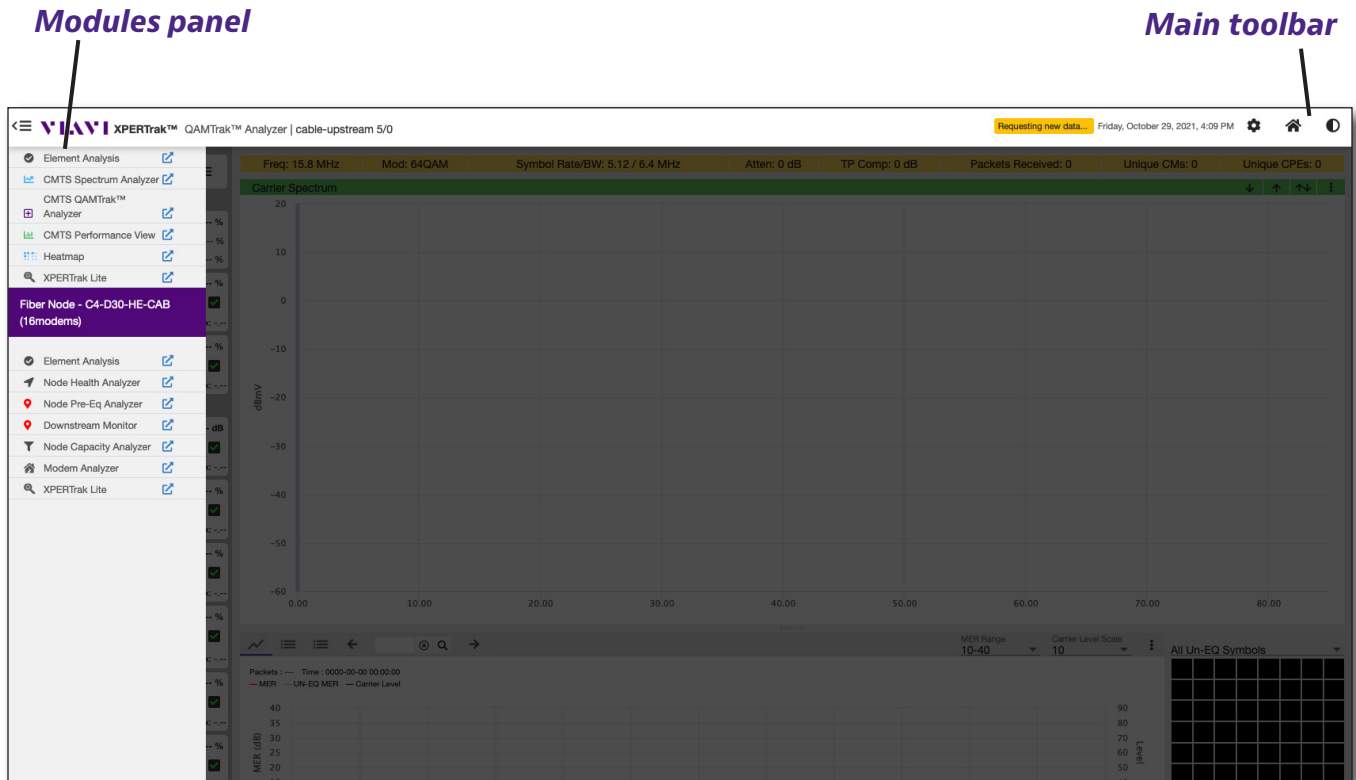 Modules panel
Main toolbar
VIAVI XPERTrak™ QAMTrak™ Analyzer | cable-upstream 5/0
Requesting new data... Friday, October 29, 2021, 4:09 PM
Element Analysis
CMTS Spectrum Analyzer
CMTS QAMTrak™
Analyzer
CMTS Performance View
Heatmap
XPERTrak Lite
Fiber Node - C4-D30-HE-CAB
(16modems)
Element Analysis
Node Health Analyzer
Node Pre-Eq Analyzer
Downstream Monitor
Node Capacity Analyzer
Modem Analyzer
XPERTrak Lite
-- %
-- %
-- %
-- %
-- %
- dB
-- %
-- %
-- %
-- %
-- %
Freq: 15.8 MHz Mod: 64QAM Symbol Rate/BW: 5.12 / 6.4 MHz Atten: 0 dB TP Comp: 0 dB Packets Received: 0 Unique CMs: 0 Unique CPEs: 0
Carrier Spectrum
20
10
0
-10
-20
-30
-40
-50
-60
dBmV
0.00 10.00 20.00 30.00 40.00 50.00 60.00 70.00 80.00
MER Range
10-40
Carrier Level Scale
10
All Un-EQ Symbols
Packets : --- Time : 0000-00-00 00:00:00
MER UN-EQ MER Carrier Level
40
35
30
25
20
MER (dB)
90
80
70
60
50
Level